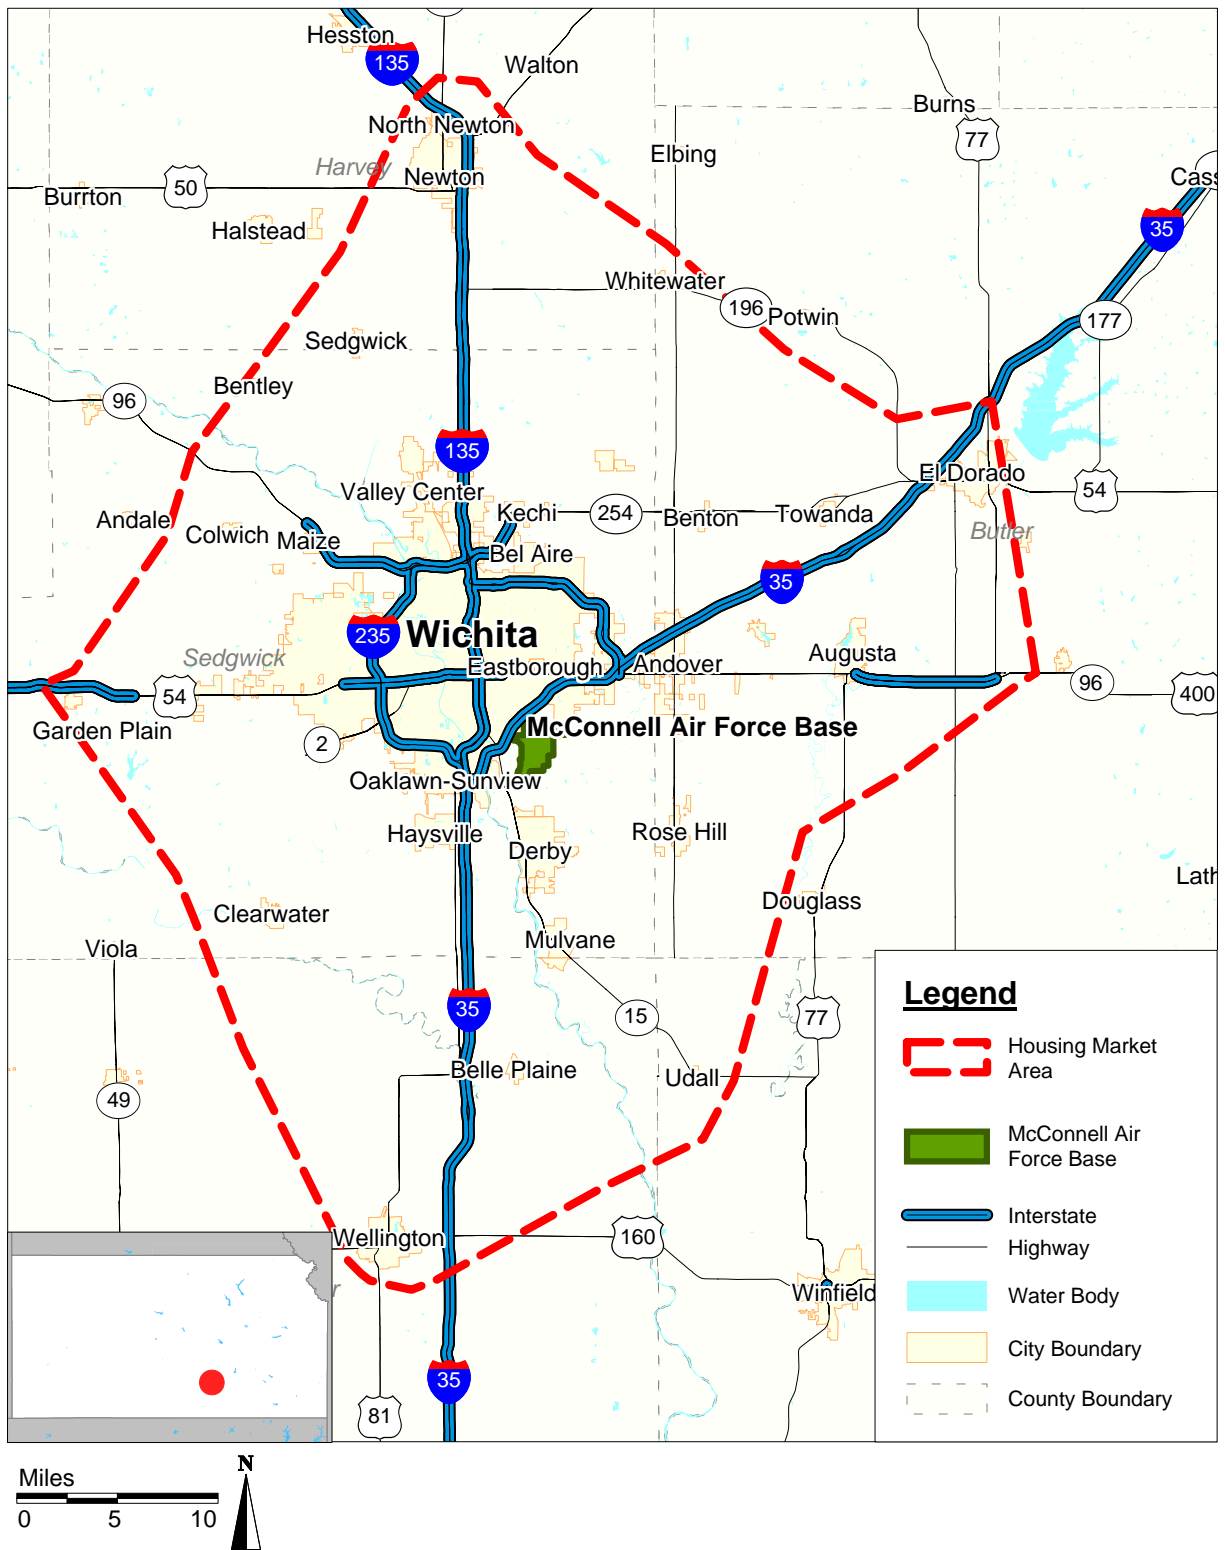 Hesston
135
Walton
Burns
North Newton
77
Elbing
Harvey
Newton
50
Burrton
Cass
Halstead
35
Whitewater
196
Potwin
177
Sedgwick
Bentley
96
135
El Dorado
Valley Center
54
Kechi
254
Benton
Towanda
Andale
Colwich
Maize
Butler
Bel Aire
35
235
Wichita
Sedgwick
Eastborough
Andover
Augusta
54
96
400
Garden Plain
McConnell Air Force Base
2
Oaklawn-Sunview
Haysville
Rose Hill
Derby
Lath
Douglass
Clearwater
Mulvane
Viola
35
15
77
Belle Plaine
Udall
49
Wellington
160
Winfield
35
81
Legend
Housing Market
Area
McConnell Air
Force Base
Interstate
Highway
Water Body
City Boundary
County Boundary
Miles
0 5 10
N